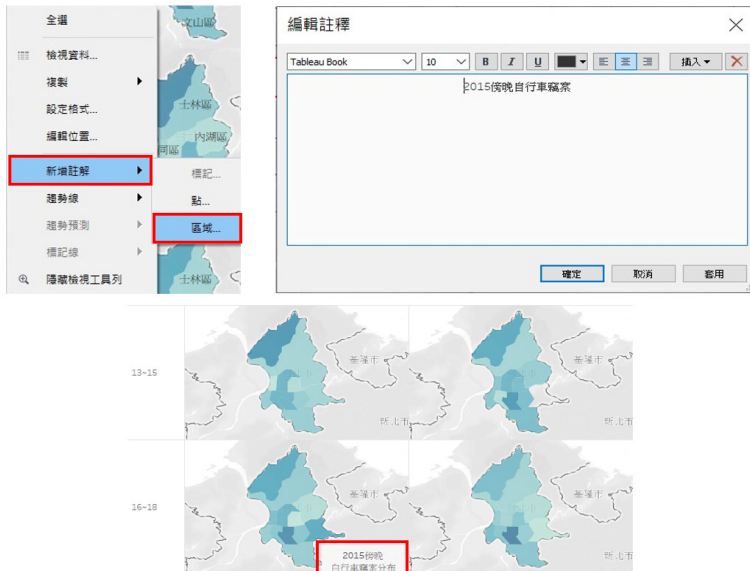 全選
檢視資料...
複製
設定格式...
編輯位置...
新增註解
趨勢線
趨勢預測
標記線
隱藏檢視工具列
文山區
士林區
內湖區
同區
標記...
點...
區域...
士林區
編輯註釋
Tableau Book 10 B I U 插入
2015傍晚自行車竊案
確定 取消 套用
13~15
基隆市 基隆市
新北市 新北市
16~18
基隆市 基隆市
新北市
2015傍晚
自行車竊案分布